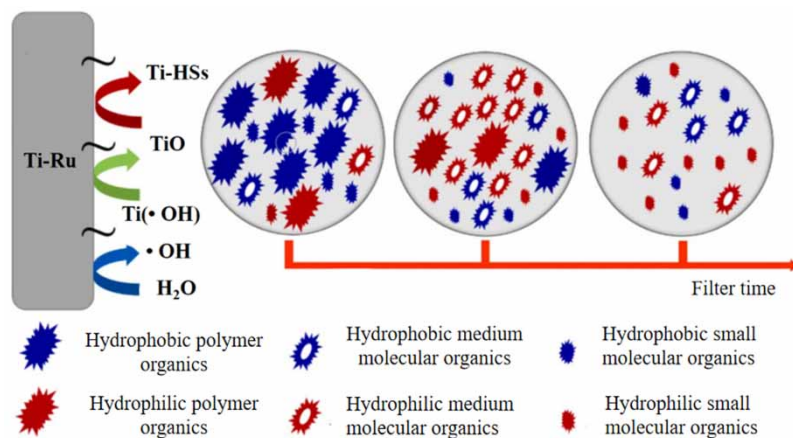 Ti-HSs
TiO
Ti-Ru
Ti(• OH)
• OH
H₂O
Filter time
Hydrophobic polymer
organics
Hydrophobic medium
molecular organics
Hydrophobic small
molecular organics
Hydrophilic polymer
organics
Hydrophilic medium
molecular organics
Hydrophilic small
molecular organics